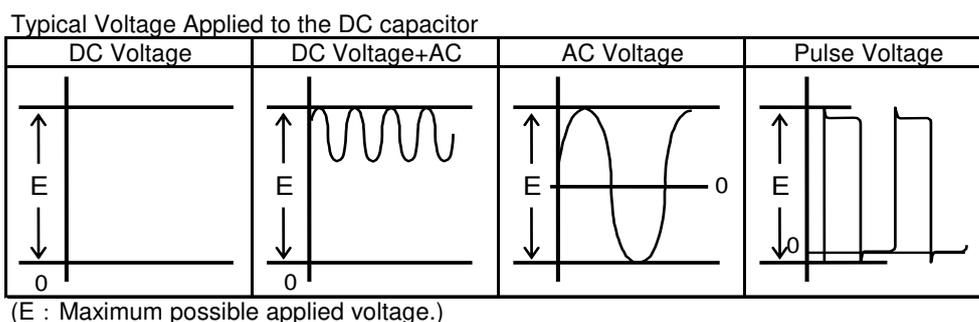 Typical Voltage Applied to the DC capacitor
DC Voltage DC Voltage+AC AC Voltage Pulse Voltage
E E E 0 E
0
0 0
(E : Maximum possible applied voltage.)